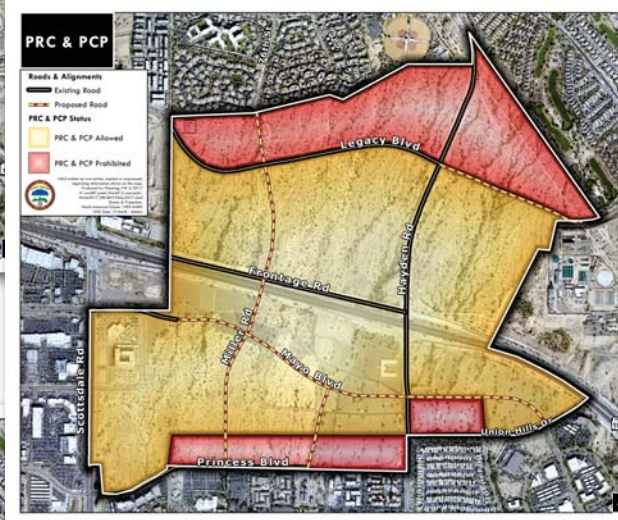 PRC & PCP
Roads & Alignments
Existing Road
Proposed Road
PRC & PCP Status
PRC & PCP Allowed
PRC & PCP Prohibited
Legacy Blvd
Hayden Rd
Frontage Rd
Miller Rd
Mayo Blvd
Scottsdale Rd
Union Hills Dr
Princess Blvd